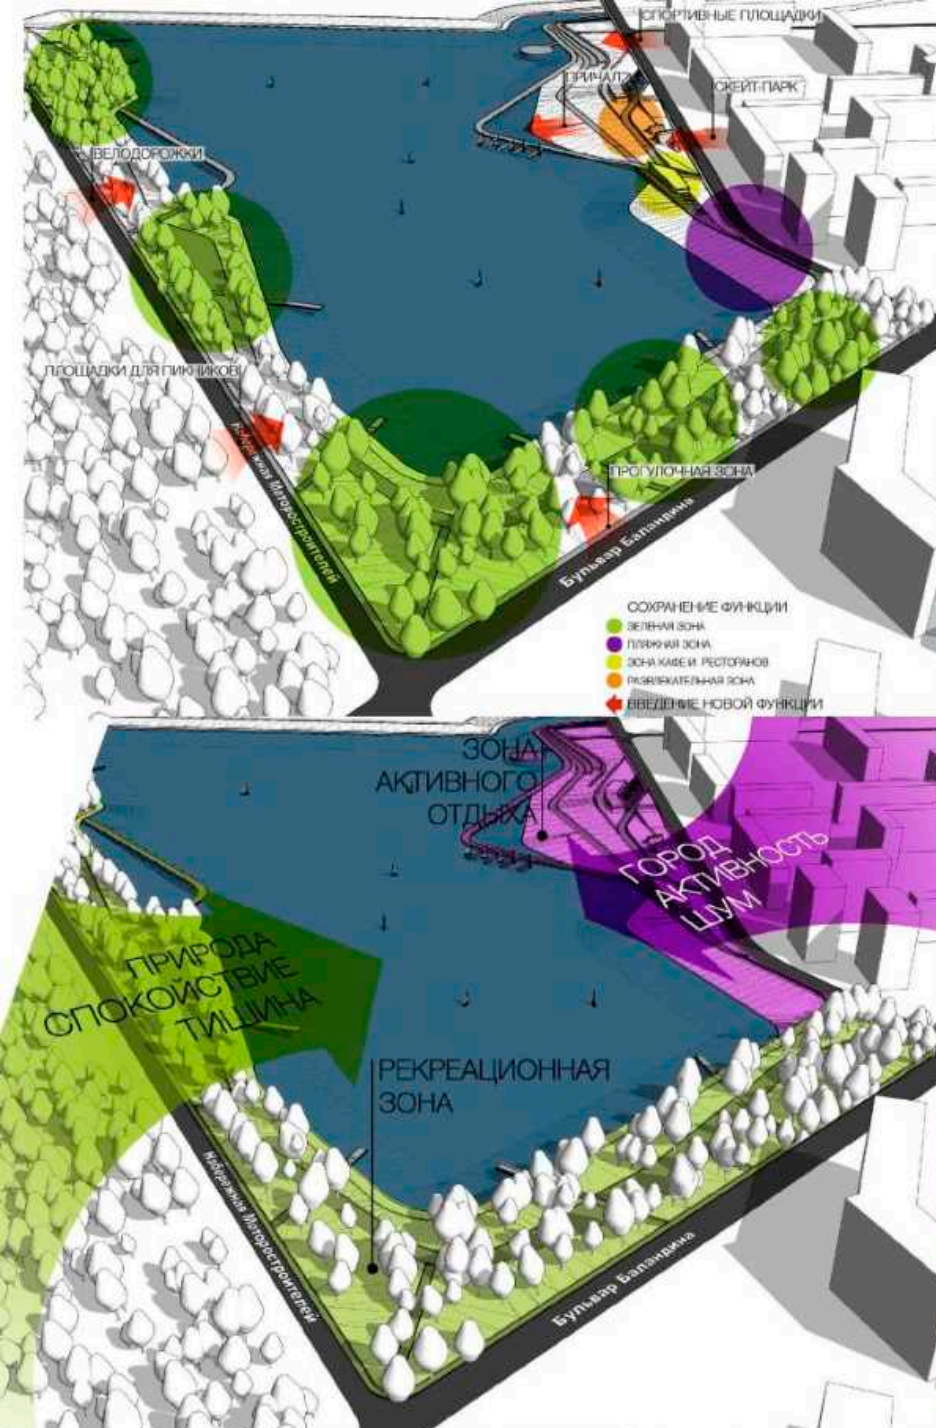 СПОРТИВНЫЕ ПЛОЩАДКИ
ПРИЧАЛ
СКЕЙТ-ПАРК
ВЕЛОДОРОЖКИ
ПЛОЩАДКИ ДЛЯ ПИКНИКОВ
Набережная Моторостроителей
ПРОГУЛОЧНАЯ ЗОНА
Бульвар Баландина
СОХРАНЕНИЕ ФУНКЦИИ
ЗЕЛЕНАЯ ЗОНА
ПЛЯЖНАЯ ЗОНА
ЗОНА КАФЕ И РЕСТОРАНОВ
РАЗВЛЕКАТЕЛЬНАЯ ЗОНА
ВВЕДЕНИЕ НОВОЙ ФУНКЦИИ
ЗОНА
АКТИВНОГО
ОТДЫХА
ГОРОД
АКТИВНОСТЬ
ШУМ
ПРИРОДА
СПОКОЙСТВИЕ
ТИШИНА
РЕКРЕАЦИОННАЯ
ЗОНА
Набережная Моторостроителей
Бульвар Баландина